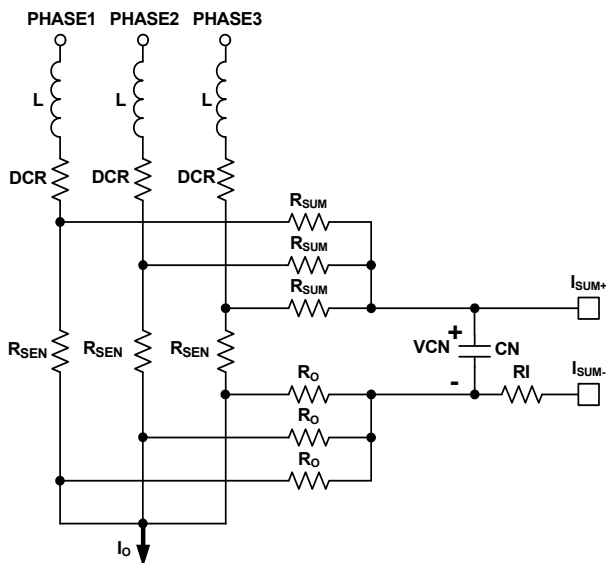 PHASE1 PHASE2 PHASE3
L L L
DCR DCR DCR
RSUM
RSUM
ISUM+
RSUM
+
RSEN RSEN RSEN
VCN CN
-
RO
RI
ISUM-
RO
RO
IO